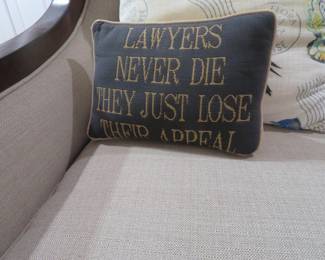 LAWYERS
NEVER DIE
THEY JUST LOSE
THEIR APPEAL